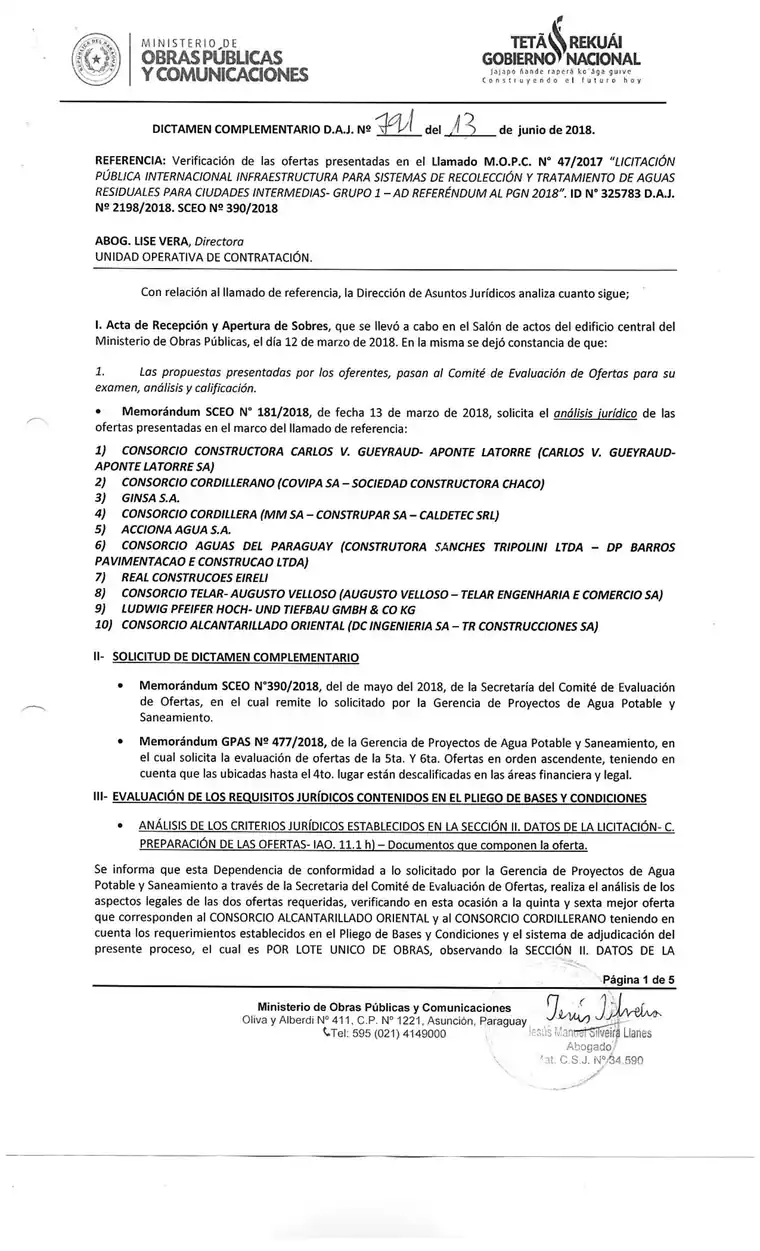 MINISTERIO DE
OBRAS PÚBLICAS
Y COMUNICACIONES
TETÃ REKUÁI
GOBIERNO NACIONAL
Jajapo ñande raperã ko'ãga guive
Construyendo el futuro hoy
DICTAMEN COMPLEMENTARIO D.A.J. Nº 791 del 13 de junio de 2018.
REFERENCIA: Verificación de las ofertas presentadas en el Llamado M.O.P.C. N° 47/2017 "LICITACIÓN
PÚBLICA INTERNACIONAL INFRAESTRUCTURA PARA SISTEMAS DE RECOLECCIÓN Y TRATAMIENTO DE AGUAS
RESIDUALES PARA CIUDADES INTERMEDIAS- GRUPO 1 – AD REFERÉNDUM AL PGN 2018". ID N° 325783 D.A.J.
Nº 2198/2018. SCEO Nº 390/2018
ABOG. LISE VERA, Directora
UNIDAD OPERATIVA DE CONTRATACIÓN.
Con relación al llamado de referencia, la Dirección de Asuntos Jurídicos analiza cuanto sigue;
I. Acta de Recepción y Apertura de Sobres, que se llevó a cabo en el Salón de actos del edificio central del
Ministerio de Obras Públicas, el día 12 de marzo de 2018. En la misma se dejó constancia de que:
1. Las propuestas presentadas por los oferentes, pasan al Comité de Evaluación de Ofertas para su
examen, análisis y calificación.
• Memorándum SCEO N° 181/2018, de fecha 13 de marzo de 2018, solicita el análisis jurídico de las
ofertas presentadas en el marco del llamado de referencia:
1) CONSORCIO CONSTRUCTORA CARLOS V. GUEYRAUD- APONTE LATORRE (CARLOS V. GUEYRAUD-
APONTE LATORRE SA)
2) CONSORCIO CORDILLERANO (COVIPA SA – SOCIEDAD CONSTRUCTORA CHACO)
3) GINSA S.A.
4) CONSORCIO CORDILLERA (MM SA – CONSTRUPAR SA – CALDETEC SRL)
5) ACCIONA AGUA S.A.
6) CONSORCIO AGUAS DEL PARAGUAY (CONSTRUTORA SANCHES TRIPOLINI LTDA – DP BARROS
PAVIMENTACAO E CONSTRUCAO LTDA)
7) REAL CONSTRUCOES EIRELI
8) CONSORCIO TELAR- AUGUSTO VELLOSO (AUGUSTO VELLOSO – TELAR ENGENHARIA E COMERCIO SA)
9) LUDWIG PFEIFER HOCH- UND TIEFBAU GMBH & CO KG
10) CONSORCIO ALCANTARILLADO ORIENTAL (DC INGENIERIA SA – TR CONSTRUCCIONES SA)
II- SOLICITUD DE DICTAMEN COMPLEMENTARIO
• Memorándum SCEO N°390/2018, del de mayo del 2018, de la Secretaría del Comité de Evaluación
de Ofertas, en el cual remite lo solicitado por la Gerencia de Proyectos de Agua Potable y
Saneamiento.
• Memorándum GPAS Nº 477/2018, de la Gerencia de Proyectos de Agua Potable y Saneamiento, en
el cual solicita la evaluación de ofertas de la 5ta. Y 6ta. Ofertas en orden ascendente, teniendo en
cuenta que las ubicadas hasta el 4to. lugar están descalificadas en las áreas financiera y legal.
III- EVALUACIÓN DE LOS REQUISITOS JURÍDICOS CONTENIDOS EN EL PLIEGO DE BASES Y CONDICIONES
• ANÁLISIS DE LOS CRITERIOS JURÍDICOS ESTABLECIDOS EN LA SECCIÓN II. DATOS DE LA LICITACIÓN- C.
PREPARACIÓN DE LAS OFERTAS- IAO. 11.1 h) – Documentos que componen la oferta.
Se informa que esta Dependencia de conformidad a lo solicitado por la Gerencia de Proyectos de Agua
Potable y Saneamiento a través de la Secretaria del Comité de Evaluación de Ofertas, realiza el análisis de los
aspectos legales de las dos ofertas requeridas, verificando en esta ocasión a la quinta y sexta mejor oferta
que corresponden al CONSORCIO ALCANTARILLADO ORIENTAL y al CONSORCIO CORDILLERANO teniendo en
cuenta los requerimientos establecidos en el Pliego de Bases y Condiciones y el sistema de adjudicación del
presente proceso, el cual es POR LOTE UNICO DE OBRAS, observando la SECCIÓN II. DATOS DE LA
Página 1 de 5
Ministerio de Obras Públicas y Comunicaciones
Oliva y Alberdi N° 411, C.P. N° 1221, Asunción, Paraguay
Tel: 595 (021) 4149000
Jesús Manuel Silveira Llanes
Abogado
Mat. C.S.J. N° 34.590